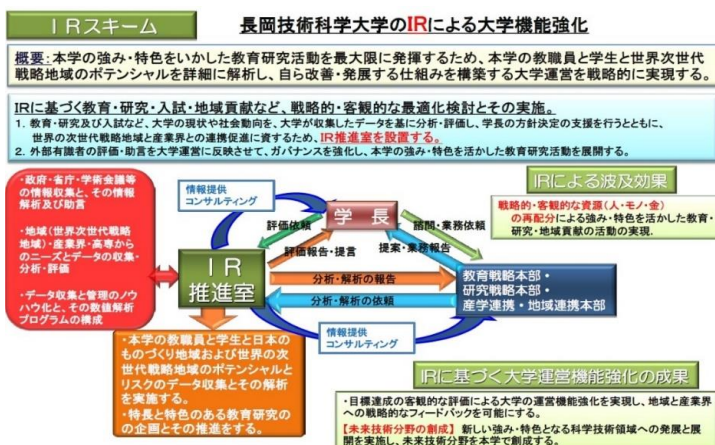 IRスキーム
長岡技術科学大学のIRによる大学機能強化
概要:本学の強み・特色をいかした教育研究活動を最大限に発揮するため、本学の教職員と学生と世界次世代
戦略地域のポテンシャルを詳細に解析し、自ら改善・発展する仕組みを構築する大学運営を戦略的に実現する。
IRに基づく教育・研究・入試・地域貢献など、戦略的・客観的な最適化検討とその実施。
1. 教育・研究及び入試など、大学の現状や社会動向を、大学が収集したデータを基に分析・評価し、学長の方針決定の支援を行うとともに、
世界の次世代戦略地域と産業界との連携促進に資するため、IR推進室を設置する。
2. 外部有識者の評価・助言を大学運営に反映させて、ガバナンスを強化し、本学の強み・特色を活かした教育研究活動を展開する。
・政府・省庁・学術会議等
の情報収集と、その情報
解析及び助言
・地域(世界次世代戦略
地域)・産業界・高専から
のニーズとデータの収集・
分析・評価
・データ収集と管理のノウ
ハウ化と、その数値解析
プログラムの構成
情報提供
コンサルティング
学長
評価依頼
評価報告・提言
諮問・業務依頼
提案・業務報告
IR
推進室
分析・解析の報告
分析・解析の依頼
教育戦略本部・
研究戦略本部・
産学連携・地域連携本部
情報提供
コンサルティング
IRによる波及効果
戦略的・客観的な資源(人・モノ・金)
の再配分による強み・特色を活かした教育・
研究・地域貢献の活動の実現.
・本学の教職員と学生と日本の
ものづくり地域および世界の次
世代戦略地域のポテンシャルと
リスクのデータ収集とその解析
を実施する。
・特長と特色のある教育研究の
の企画とその推進をする。
IRに基づく大学運営機能強化の成果
・目標達成の客観的な評価による大学の運営機能強化を実現し、地域と産業界
への戦略的なフィードバックを可能にする。
【未来技術分野の創成】 新しい強み・特色となる科学技術領域への発展と展
開を実施し、未来技術分野を本学で創成する。